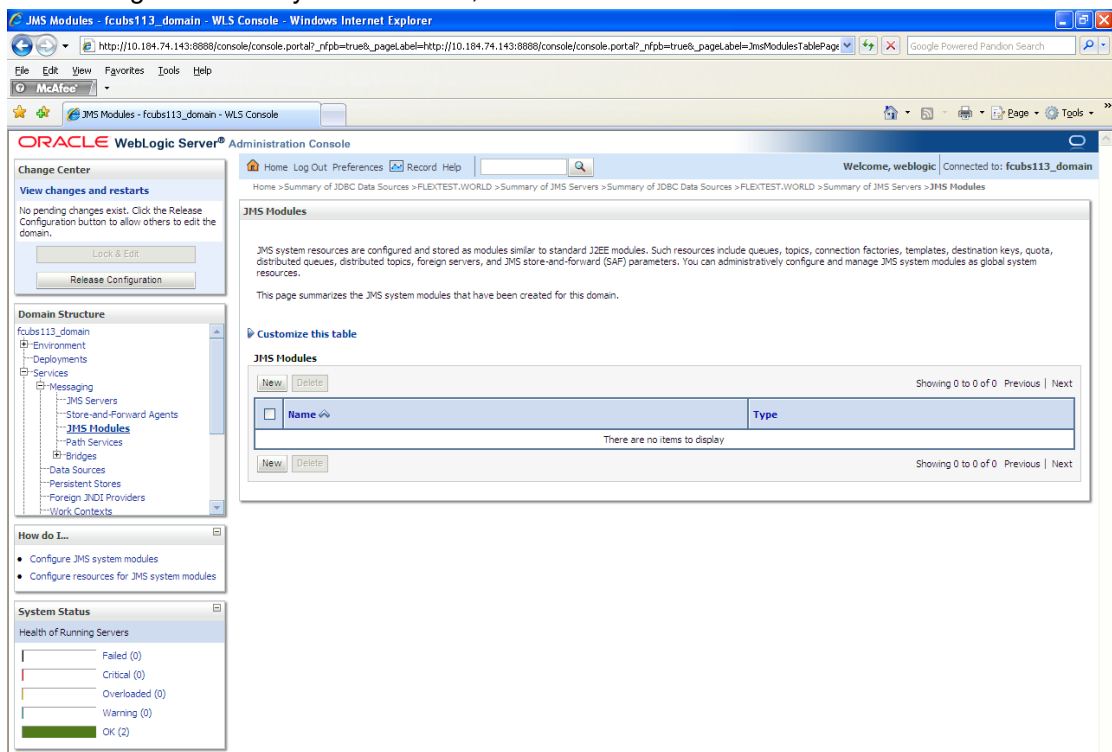 JMS Modules - fcubs113_domain - WLS Console - Windows Internet Explorer
http://10.184.74.143:8888/console/console.portal?_nfpb=true&_pageLabel=http://10.184.74.143:8888/console/console.portal?_nfpb=true&_pageLabel=JmsModulesTablePage
Google Powered Pandion Search
File Edit View Favorites Tools Help
McAfee
JMS Modules - fcubs113_domain - WLS Console
Page Tools
ORACLE WebLogic Server® Administration Console
Change Center
View changes and restarts
No pending changes exist. Click the Release
Configuration button to allow others to edit the
domain.
Lock & Edit
Release Configuration
Domain Structure
fcubs113_domain
Environment
Deployments
Services
Messaging
JMS Servers
Store-and-Forward Agents
JMS Modules
Path Services
Bridges
Data Sources
Persistent Stores
Foreign JNDI Providers
Work Contexts
How do I...
Configure JMS system modules
Configure resources for JMS system modules
System Status
Health of Running Servers
Failed (0)
Critical (0)
Overloaded (0)
Warning (0)
OK (2)
Home Log Out Preferences Record Help
Welcome, weblogic Connected to: fcubs113_domain
Home >Summary of JDBC Data Sources >FLEXTEST.WORLD >Summary of JMS Servers >Summary of JDBC Data Sources >FLEXTEST.WORLD >Summary of JMS Servers >JMS Modules
JMS Modules
JMS system resources are configured and stored as modules similar to standard J2EE modules. Such resources include queues, topics, connection factories, templates, destination keys, quota,
distributed queues, distributed topics, foreign servers, and JMS store-and-forward (SAF) parameters. You can administratively configure and manage JMS system modules as global system
resources.
This page summarizes the JMS system modules that have been created for this domain.
Customize this table
JMS Modules
New Delete Showing 0 to 0 of 0 Previous | Next
Name Type
There are no items to display
New Delete Showing 0 to 0 of 0 Previous | Next